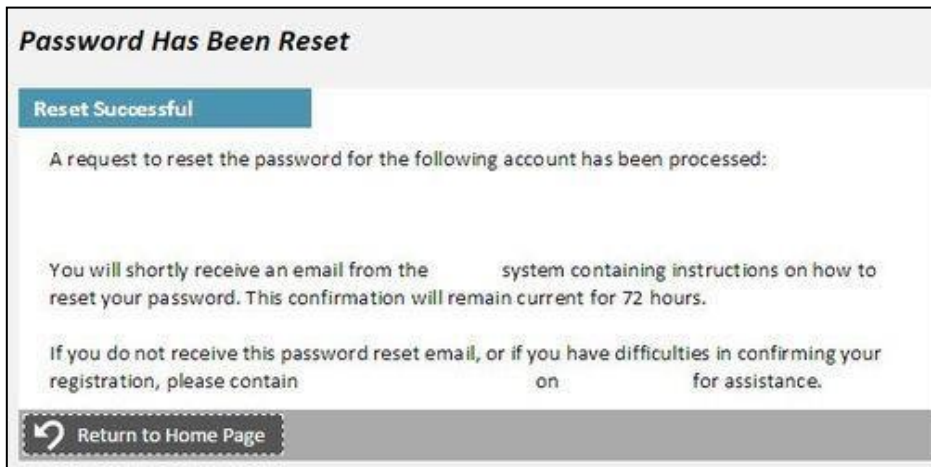 Password Has Been Reset
Reset Successful
A request to reset the password for the following account has been processed:
You will shortly receive an email from the system containing instructions on how to
reset your password. This confirmation will remain current for 72 hours.
If you do not receive this password reset email, or if you have difficulties in confirming your
registration, please contain on for assistance.
Return to Home Page